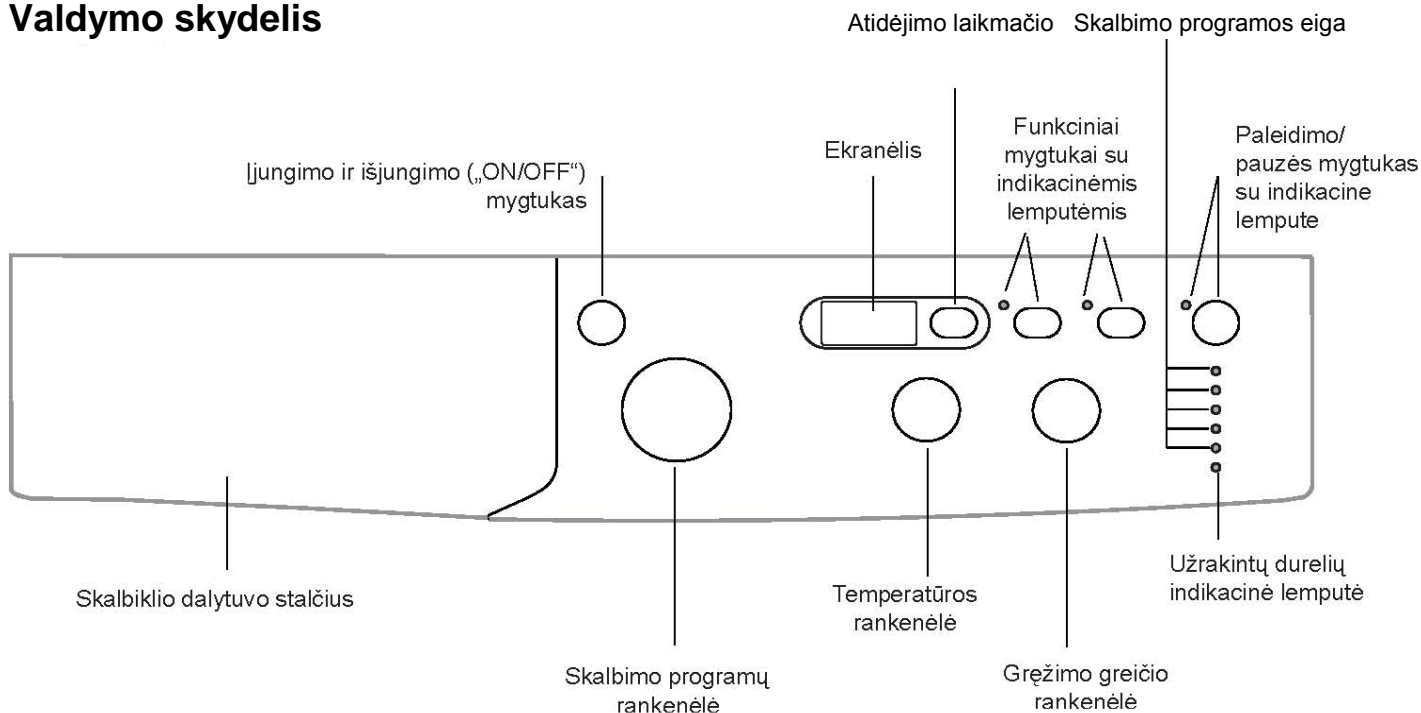 Valdymo skydelis
Atidėjimo laikmačio
Skalbimo programos eiga
Įjungimo ir išjungimo („ON/OFF“)
mygtukas
Ekranėlis
Funkciniai
mygtukai su
indikacinėmis
lemputėmis
Paleidimo/
pauzės mygtukas
su indikacine
lempute
Skalbiklio dalytuvo stalčius
Skalbimo programų
rankenėlė
Temperatūros
rankenėlė
Gręžimo greičio
rankenėlė
Užrakintų durelių
indikacinė lemputė